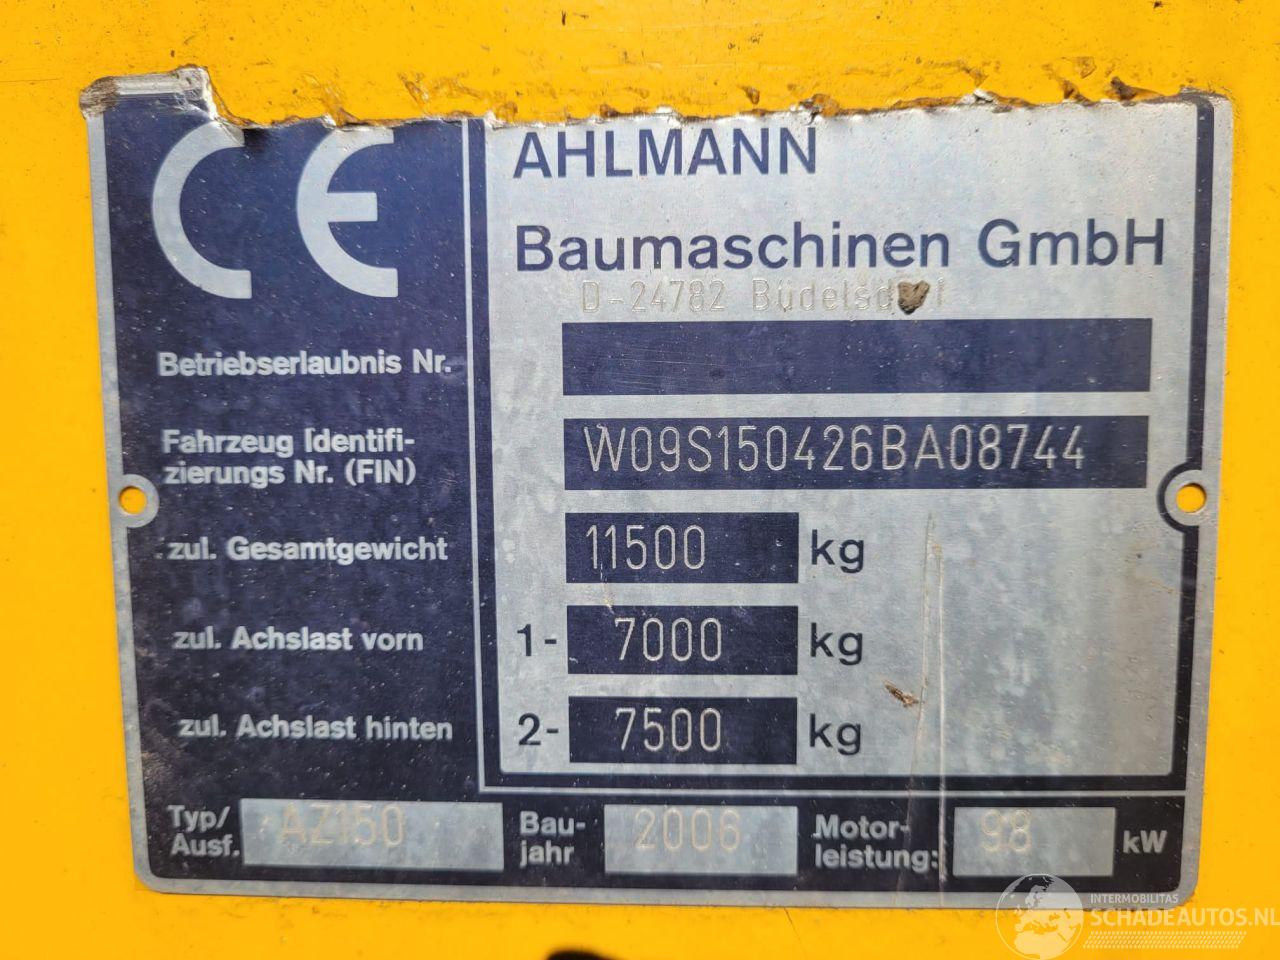 CE
AHLMANN
Baumaschinen GmbH
D-24782 Büdelsdorf
Betriebserlaubnis Nr.
Fahrzeug Identifi-
zierungs Nr. (FIN)
W09S150426BA08744
zul. Gesamtgewicht 11500 kg
zul. Achslast vorn 1- 7000 kg
zul. Achslast hinten 2- 7500 kg
Typ/
Ausf. AZ150
Bau-
jahr 2006
Motor-
leistung: 98 kW
INTERMOBILITAS
SCHADEAUTOS.NL